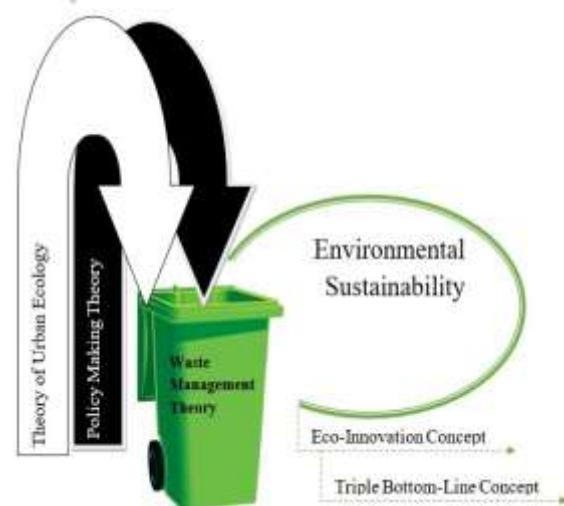 Theory of Urban Ecology
Policy Making Theory
Waste
Management
Theory
Environmental
Sustainability
Eco-Innovation Concept
Triple Bottom-Line Concept